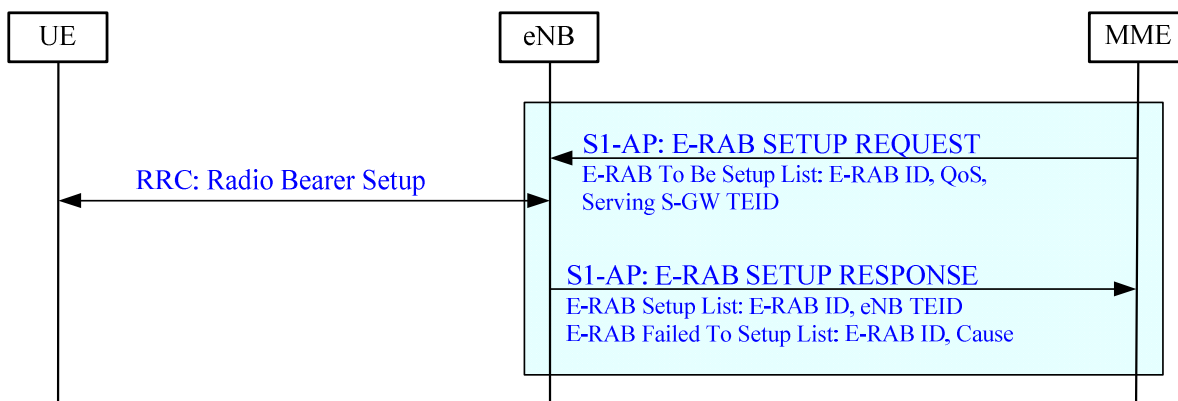 UE
eNB
MME
S1-AP: E-RAB SETUP REQUEST
E-RAB To Be Setup List: E-RAB ID, QoS,
Serving S-GW TEID
RRC: Radio Bearer Setup
S1-AP: E-RAB SETUP RESPONSE
E-RAB Setup List: E-RAB ID, eNB TEID
E-RAB Failed To Setup List: E-RAB ID, Cause